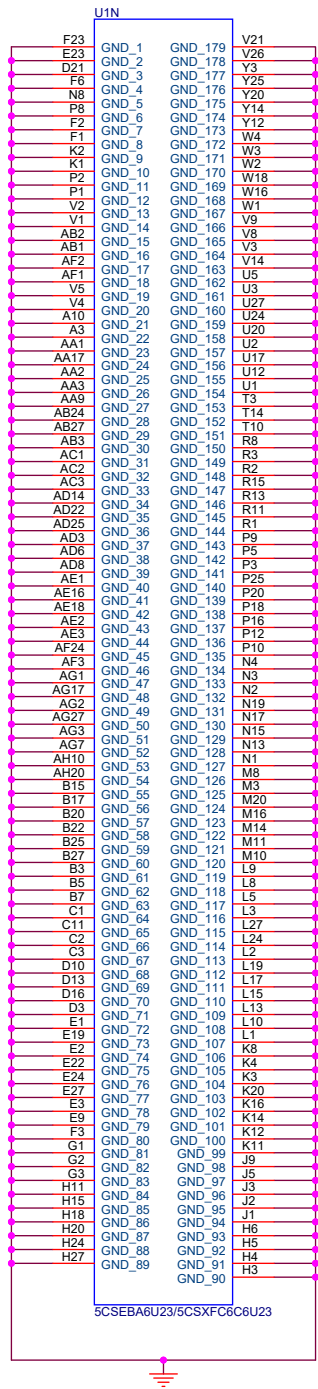 U1N
F23 GND_1 GND_179 V21
E23 GND_2 GND_178 V26
D21 GND_3 GND_177 Y3
F6 GND_4 GND_176 Y25
N8 GND_5 GND_175 Y20
P8 GND_6 GND_174 Y14
F2 GND_7 GND_173 Y12
F1 GND_8 GND_172 W4
K2 GND_9 GND_171 W3
K1 GND_10 GND_170 W2
P2 GND_11 GND_169 W18
P1 GND_12 GND_168 W16
V2 GND_13 GND_167 W1
V1 GND_14 GND_166 V9
AB2 GND_15 GND_165 V8
AB1 GND_16 GND_164 V3
AF2 GND_17 GND_163 V14
AF1 GND_18 GND_162 U5
V5 GND_19 GND_161 U3
V4 GND_20 GND_160 U27
A10 GND_21 GND_159 U24
A3 GND_22 GND_158 U20
AA1 GND_23 GND_157 U2
AA17 GND_24 GND_156 U17
AA2 GND_25 GND_155 U12
AA3 GND_26 GND_154 U1
AA9 GND_27 GND_153 T3
AB24 GND_28 GND_152 T14
AB27 GND_29 GND_151 T10
AB3 GND_30 GND_150 R8
AC1 GND_31 GND_149 R3
AC2 GND_32 GND_148 R2
AC3 GND_33 GND_147 R15
AD14 GND_34 GND_146 R13
AD22 GND_35 GND_145 R11
AD25 GND_36 GND_144 R1
AD3 GND_37 GND_143 P9
AD6 GND_38 GND_142 P5
AD8 GND_39 GND_141 P3
AE1 GND_40 GND_140 P25
AE16 GND_41 GND_139 P20
AE18 GND_42 GND_138 P18
AE2 GND_43 GND_137 P16
AE3 GND_44 GND_136 P12
AF24 GND_45 GND_135 P10
AF3 GND_46 GND_134 N4
AG1 GND_47 GND_133 N3
AG17 GND_48 GND_132 N2
AG2 GND_49 GND_131 N19
AG27 GND_50 GND_130 N17
AG3 GND_51 GND_129 N15
AG7 GND_52 GND_128 N13
AH10 GND_53 GND_127 N1
AH20 GND_54 GND_126 M8
B15 GND_55 GND_125 M3
B17 GND_56 GND_124 M20
B20 GND_57 GND_123 M16
B22 GND_58 GND_122 M14
B25 GND_59 GND_121 M11
B27 GND_60 GND_120 M10
B3 GND_61 GND_119 L9
B5 GND_62 GND_118 L8
B7 GND_63 GND_117 L5
C1 GND_64 GND_116 L3
C11 GND_65 GND_115 L27
C2 GND_66 GND_114 L24
C3 GND_67 GND_113 L2
D10 GND_68 GND_112 L19
D13 GND_69 GND_111 L17
D16 GND_70 GND_110 L15
D3 GND_71 GND_109 L13
E1 GND_72 GND_108 L10
E19 GND_73 GND_107 L1
E2 GND_74 GND_106 K8
E22 GND_75 GND_105 K4
E24 GND_76 GND_104 K3
E27 GND_77 GND_103 K20
E3 GND_78 GND_102 K16
E9 GND_79 GND_101 K14
F3 GND_80 GND_100 K12
G1 GND_81 GND_99 K11
G2 GND_82 GND_98 J9
G3 GND_83 GND_97 J5
H11 GND_84 GND_96 J3
H15 GND_85 GND_95 J2
H18 GND_86 GND_94 J1
H20 GND_87 GND_93 H6
H24 GND_88 GND_92 H5
H27 GND_89 GND_91 H4
GND_90 H3
5CSEBA6U23/5CSXFC6C6U23